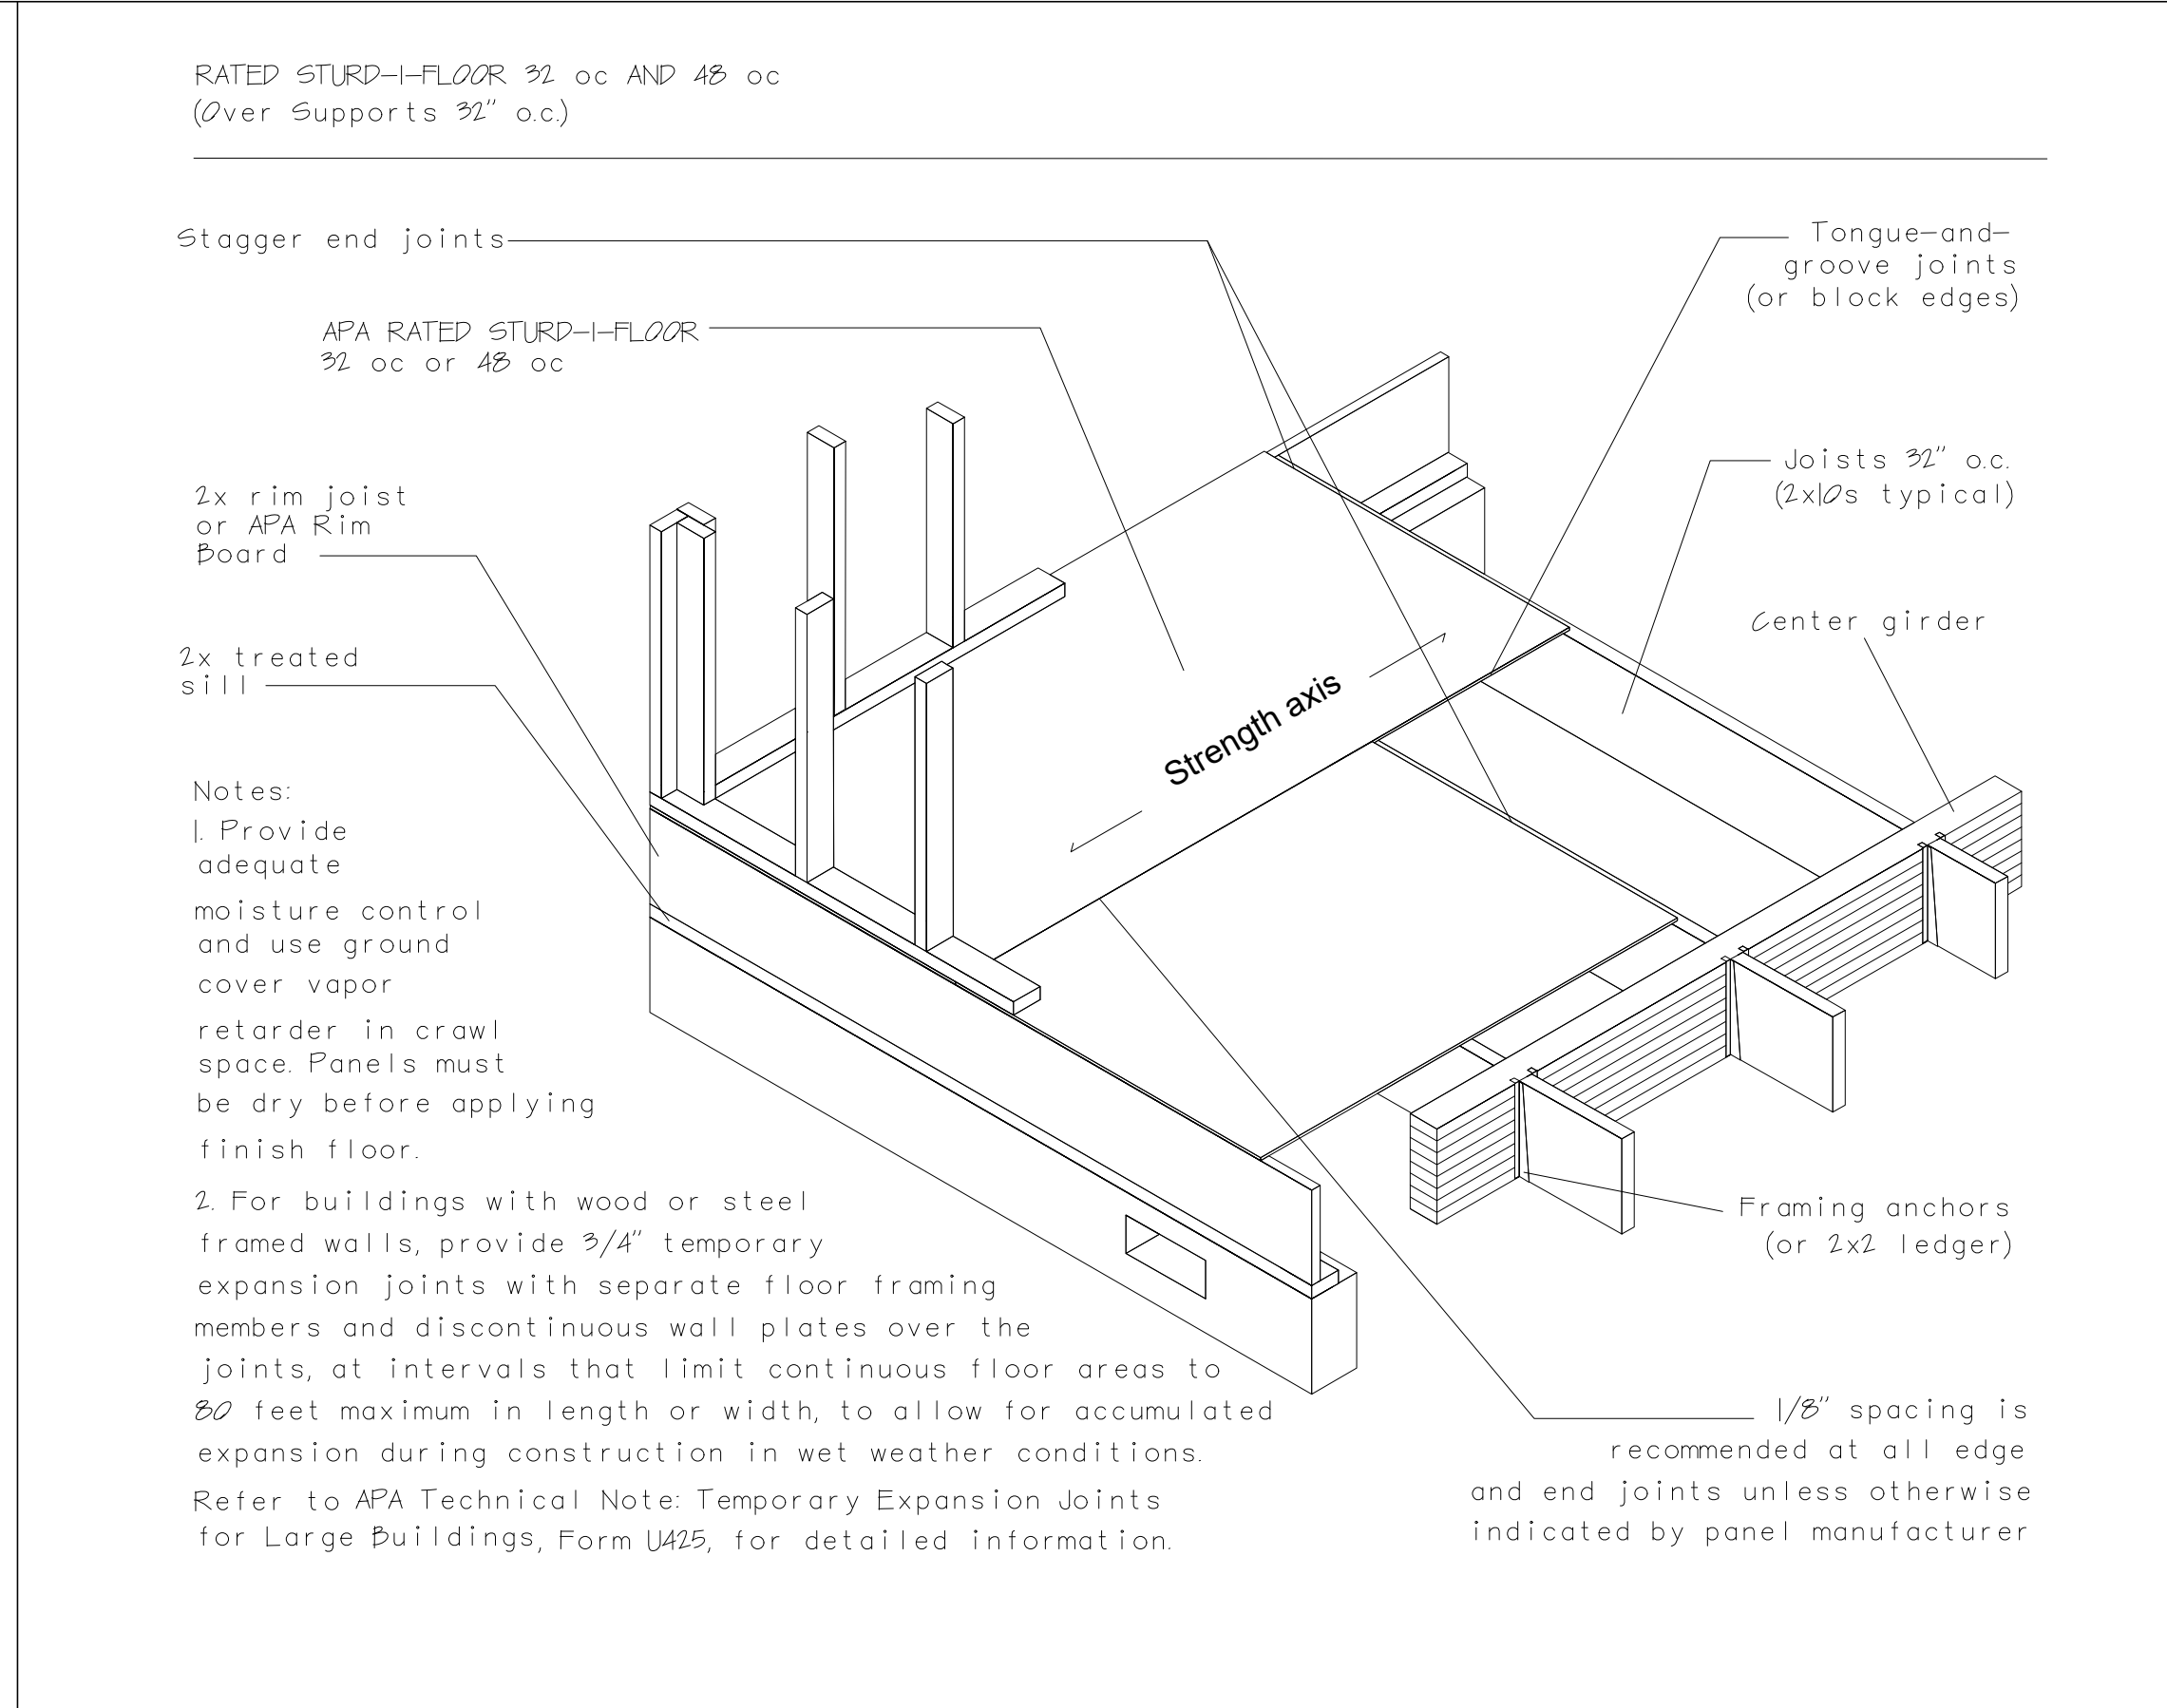 RATED STURD-I-FLOOR 32 oc AND 48 oc
(Over Supports 32" o.c.)
Stagger end joints
Tongue-and-
groove joints
(or block edges)
APA RATED STURD-I-FLOOR
32 oc or 48 oc
Joists 32" o.c.
(2x10s typical)
2x rim joist
or APA Rim
Board
Center girder
2x treated
sill
Strength axis
Notes:
1. Provide
adequate
moisture control
and use ground
cover vapor
retarder in crawl
space. Panels must
be dry before applying
finish floor.
2. For buildings with wood or steel
framed walls, provide 3/4" temporary
expansion joints with separate floor framing
members and discontinuous wall plates over the
joints, at intervals that limit continuous floor areas to
80 feet maximum in length or width, to allow for accumulated
expansion during construction in wet weather conditions.
Refer to APA Technical Note: Temporary Expansion Joints
for Large Buildings, Form U425, for detailed information.
Framing anchors
(or 2x2 ledger)
1/8" spacing is
recommended at all edge
and end joints unless otherwise
indicated by panel manufacturer